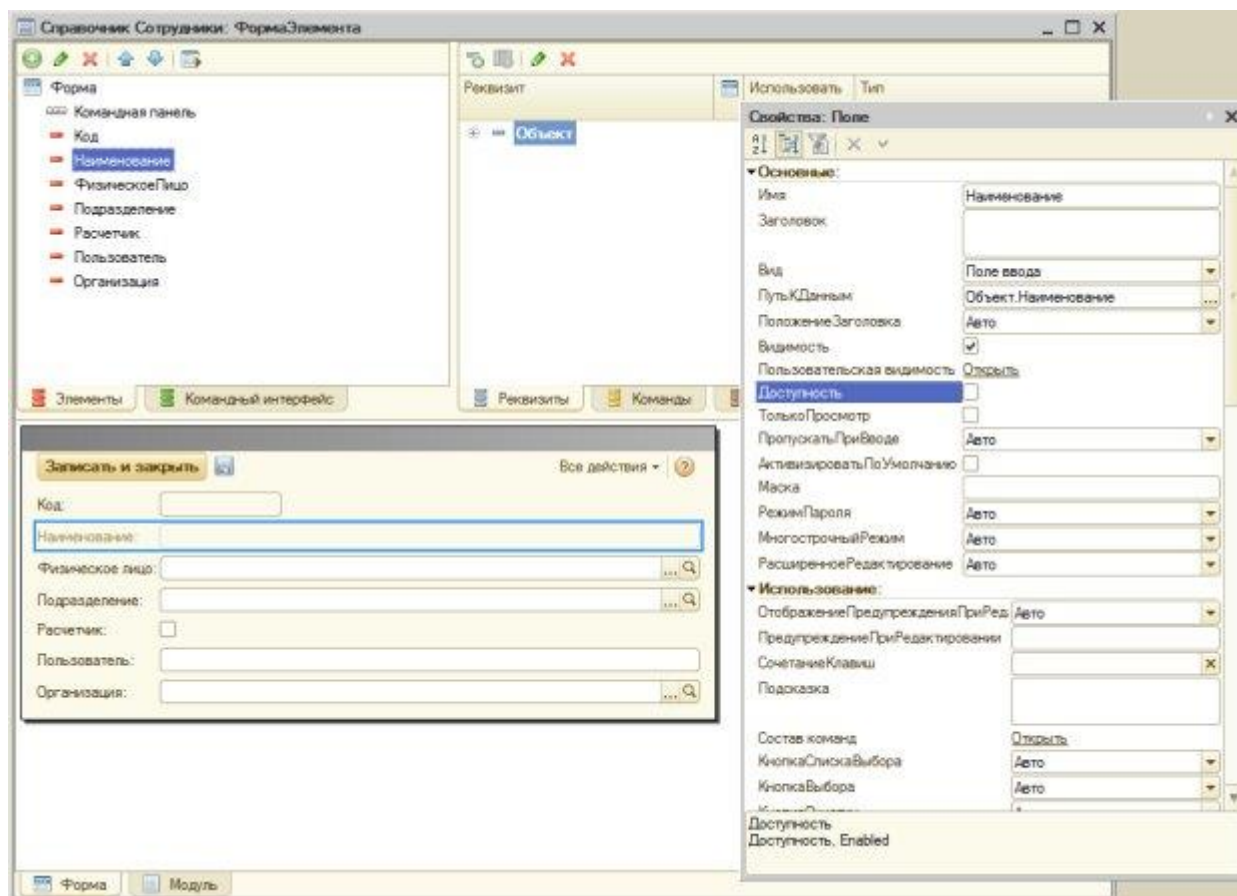 Справочник Сотрудники: ФормаЭлемента
Форма
Командная панель
Код
Наименование
ФизическоеЛицо
Подразделение
Расчетчик
Пользователь
Организация
Элементы
Командный интерфейс
Реквизит
Использовать
Тип
Объект
Реквизиты
Команды
Записать и закрыть
Все действия
Код:
Наименование:
Физическое лицо:
Подразделение:
Расчетчик:
Пользователь:
Организация:
Форма
Модуль
Свойства: Поле
Основные:
Имя Наименование
Заголовок
Вид Поле ввода
ПутьКДанным Объект.Наименование ...
ПоложениеЗаголовка Авто
Видимость
Пользовательская видимость Открыть
Доступность
ТолькоПросмотр
ПропускатьПриВводе Авто
АктивизироватьПоУмолчанию
Маска
РежимПароля Авто
МногострочныйРежим Авто
РасширенноеРедактирование Авто
Использование:
ОтображениеПредупрежденияПриРед Авто
ПредупреждениеПриРедактировании
СочетаниеКлавиш
Подсказка
Состав команд Открыть
КнопкаСпискаВыбора Авто
КнопкаВыбора Авто
Доступность
Доступность, Enabled